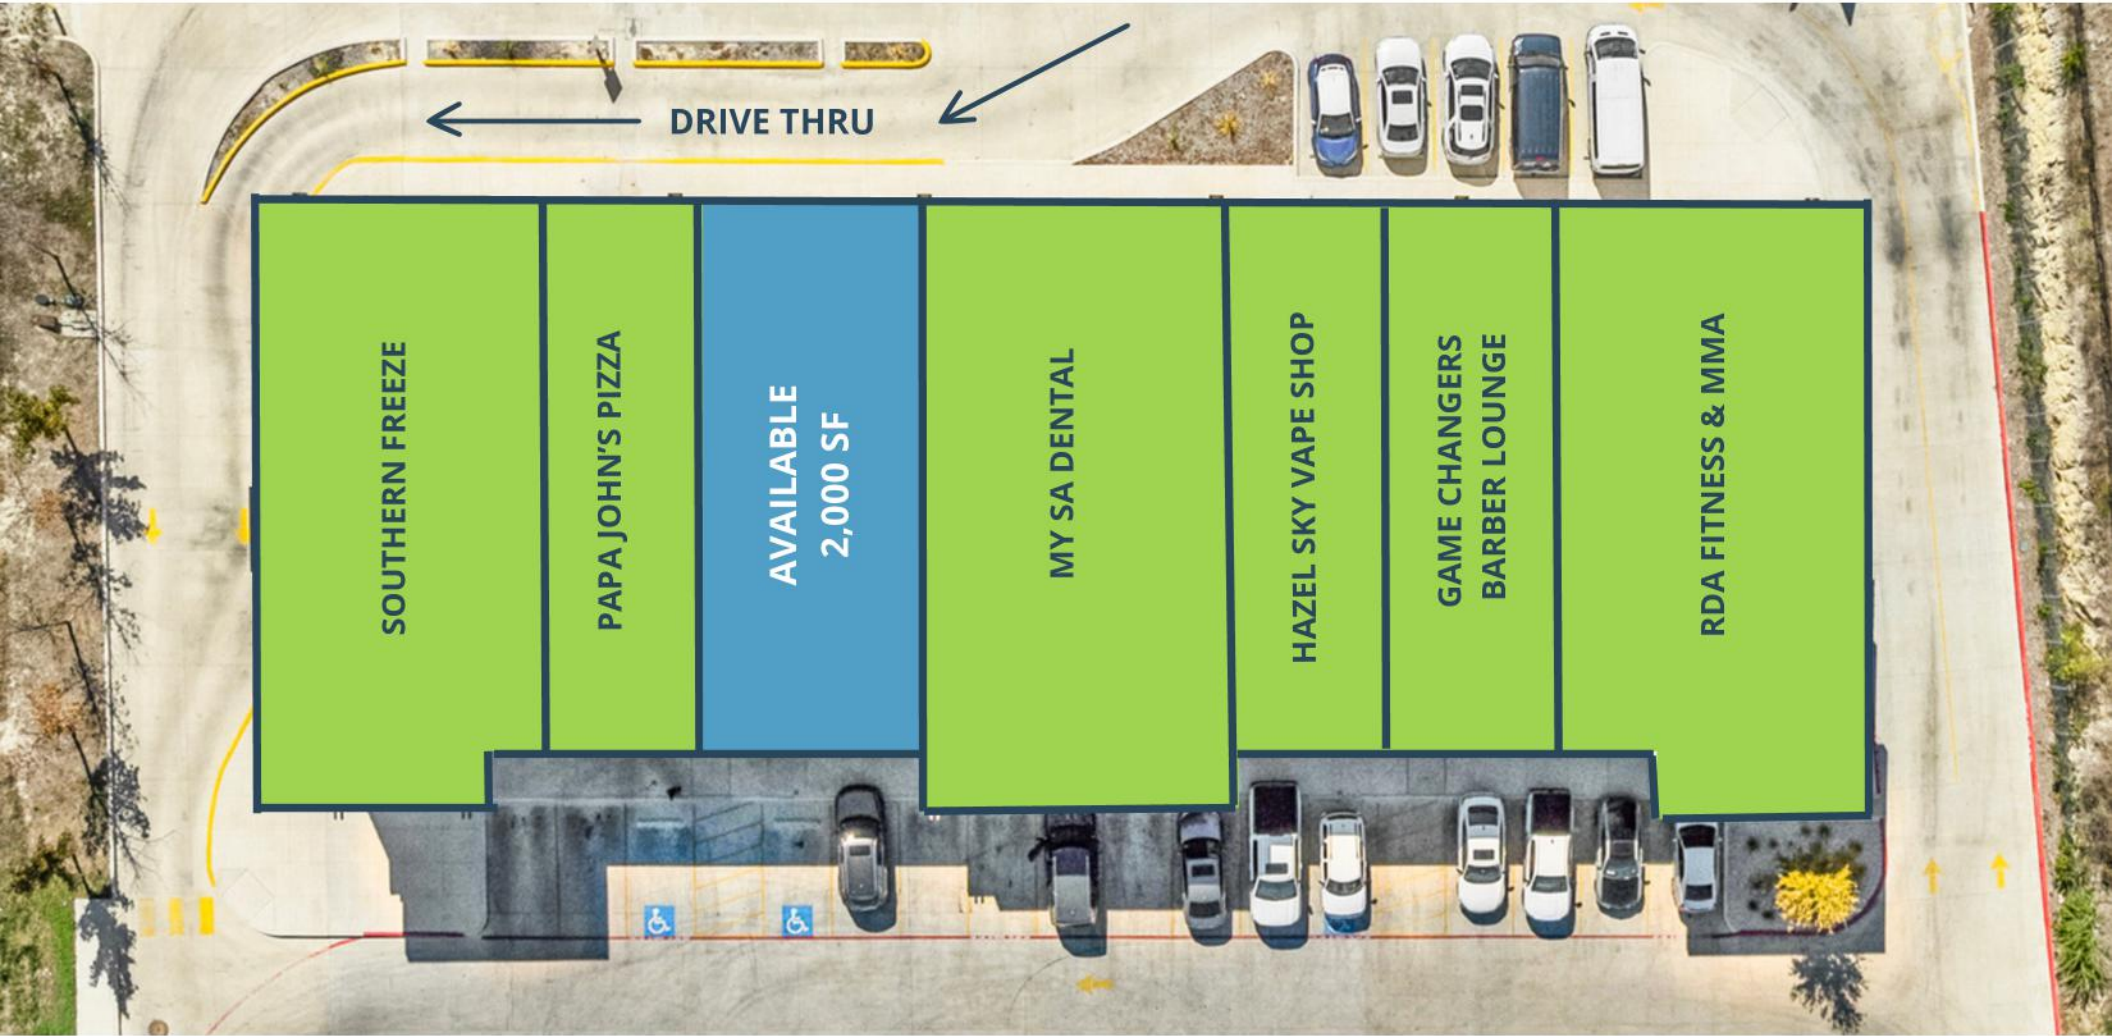 DRIVE THRU
SOUTHERN FREEZE
PAPA JOHN'S PIZZA
AVAILABLE
2,000 SF
MY SA DENTAL
HAZEL SKY VAPE SHOP
GAME CHANGERS
BARBER LOUNGE
RDA FITNESS & MMA